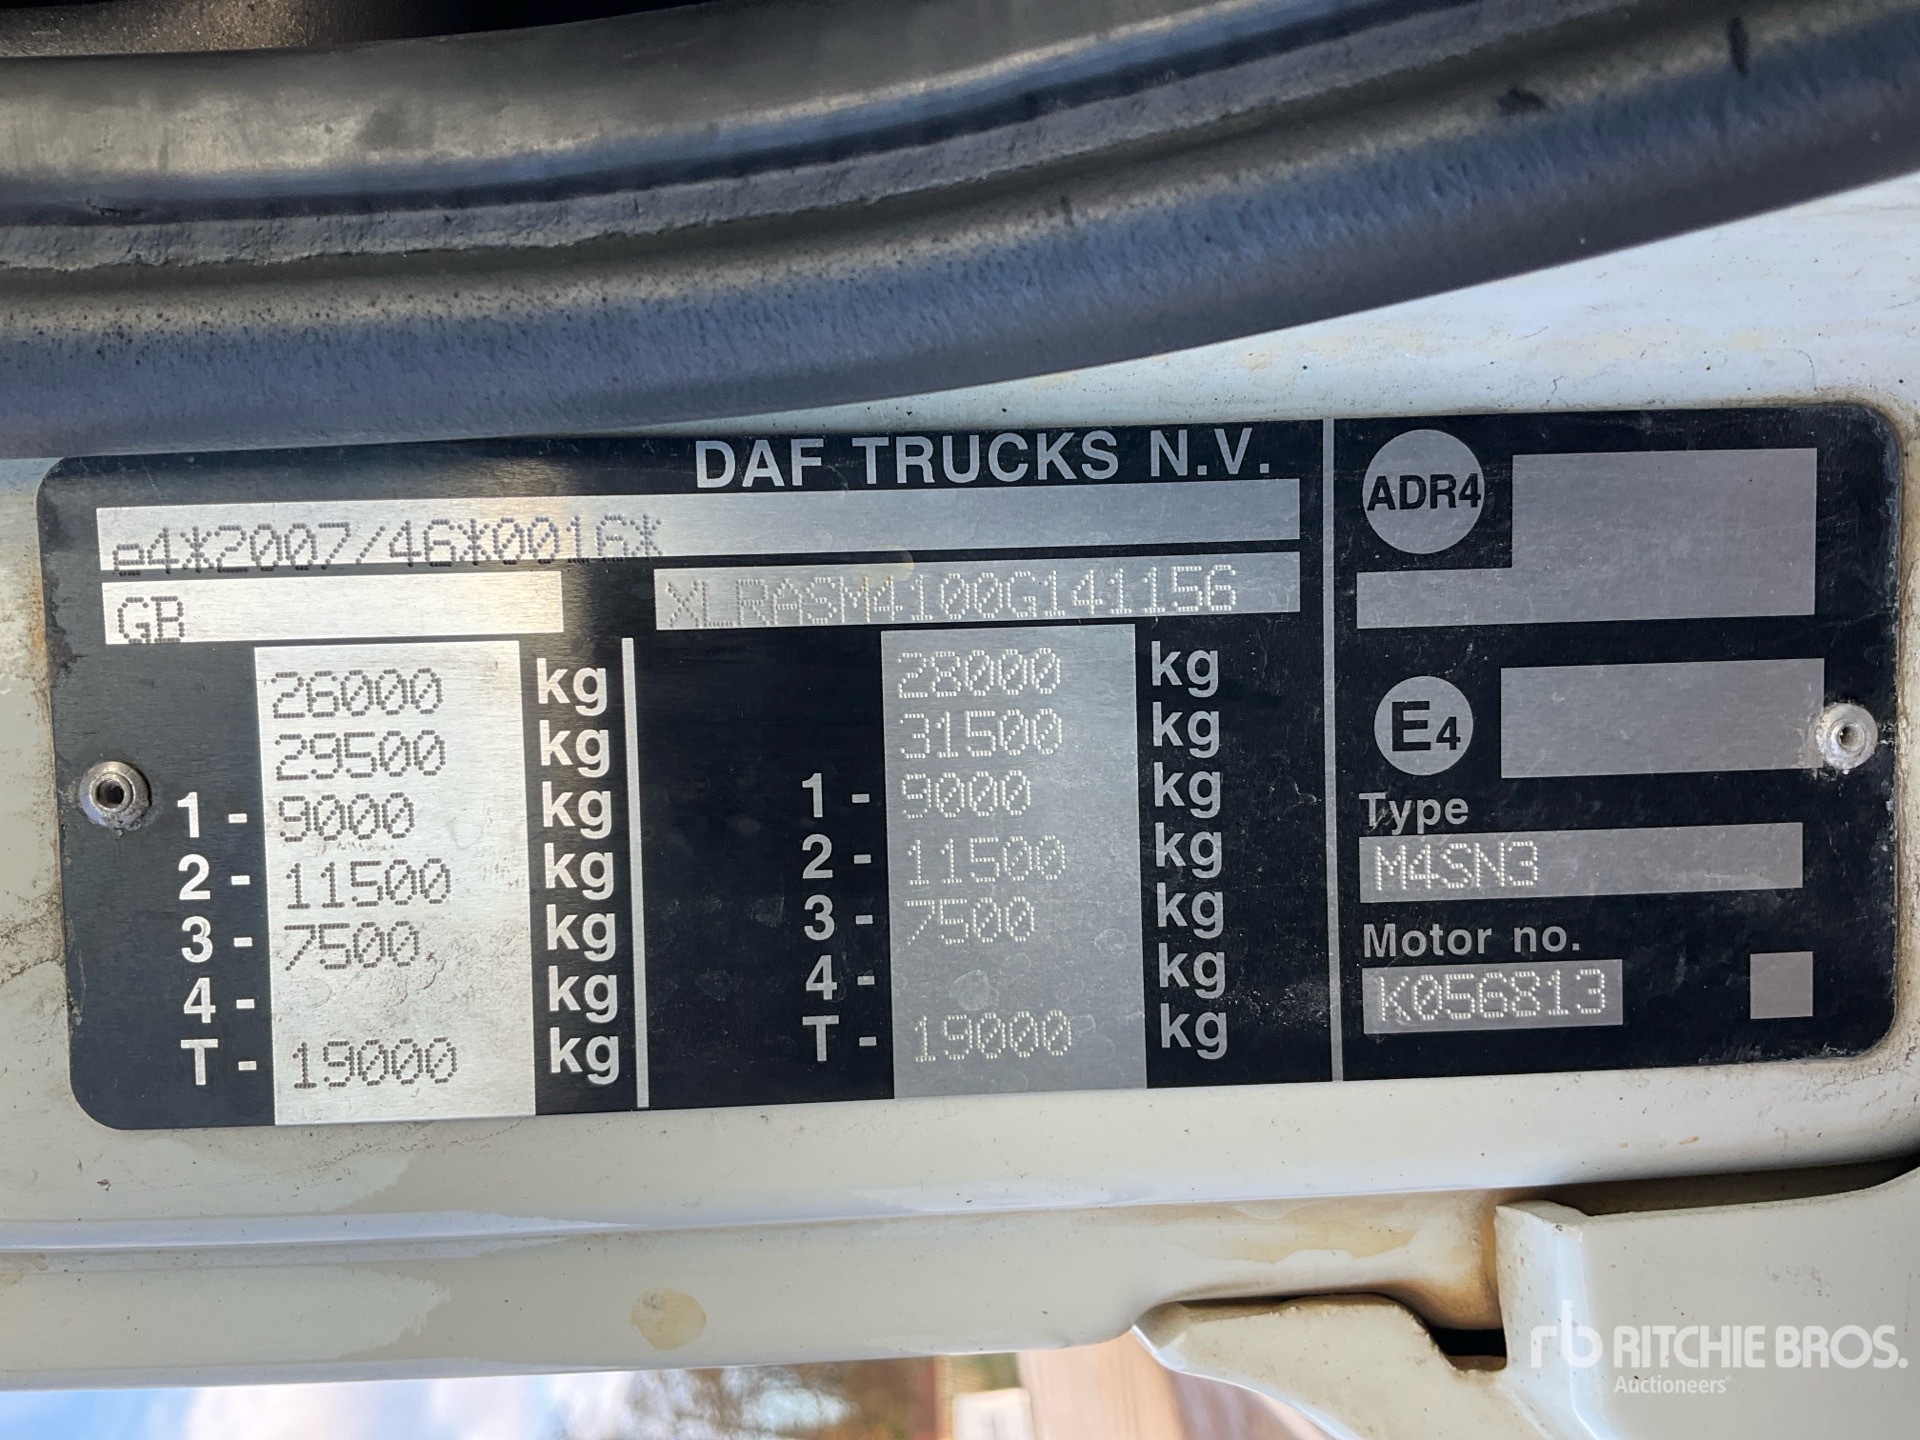 DAF TRUCKS N.V.
e4*2007/46*0016*
GB
XLRASM4100G141156
26000 kg
29500 kg
1- 9000 kg
2- 11500 kg
3- 7500 kg
4- kg
T- 19000 kg
28000 kg
31500 kg
1- 9000 kg
2- 11500 kg
3- 7500 kg
4- kg
T- 19000 kg
ADR4
E4
Type
M4SN3
Motor no.
K056813
rb RITCHIE BROS.
Auctioneers